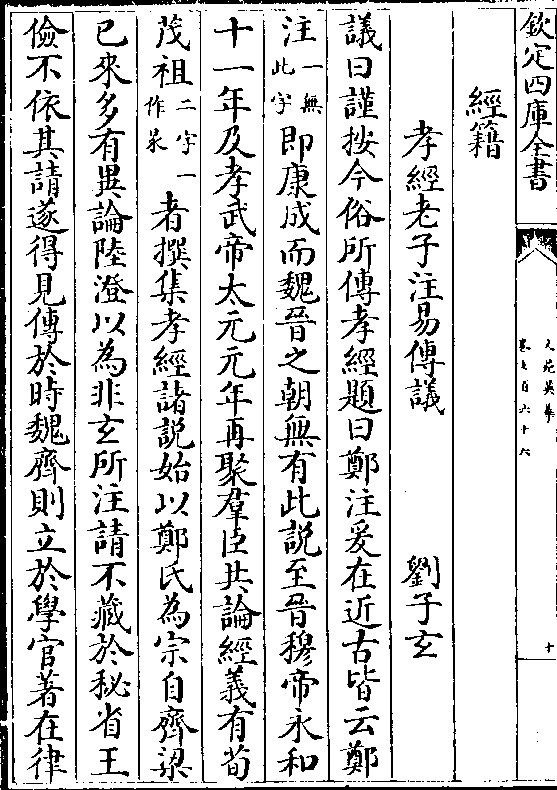 欽定四庫全書
文苑英華
卷七百六十六
十
經籍
孝經老子注易傳議 劉子玄
議曰謹按今俗所傳孝經題曰鄭注爰在近古皆云鄭
注一無此字即康成而魏晉之朝無有此説至晉穆帝永和
十一年及孝武帝太元元年再聚羣臣共論經義有荀
茂祖二字一作㫤者撰集孝經諸説始以鄭氏為宗自齊梁
已來多有異論陸澄以為非玄所注請不藏於秘省王
儉不依其請遂得見傳於時魏齊則立於學官著在律